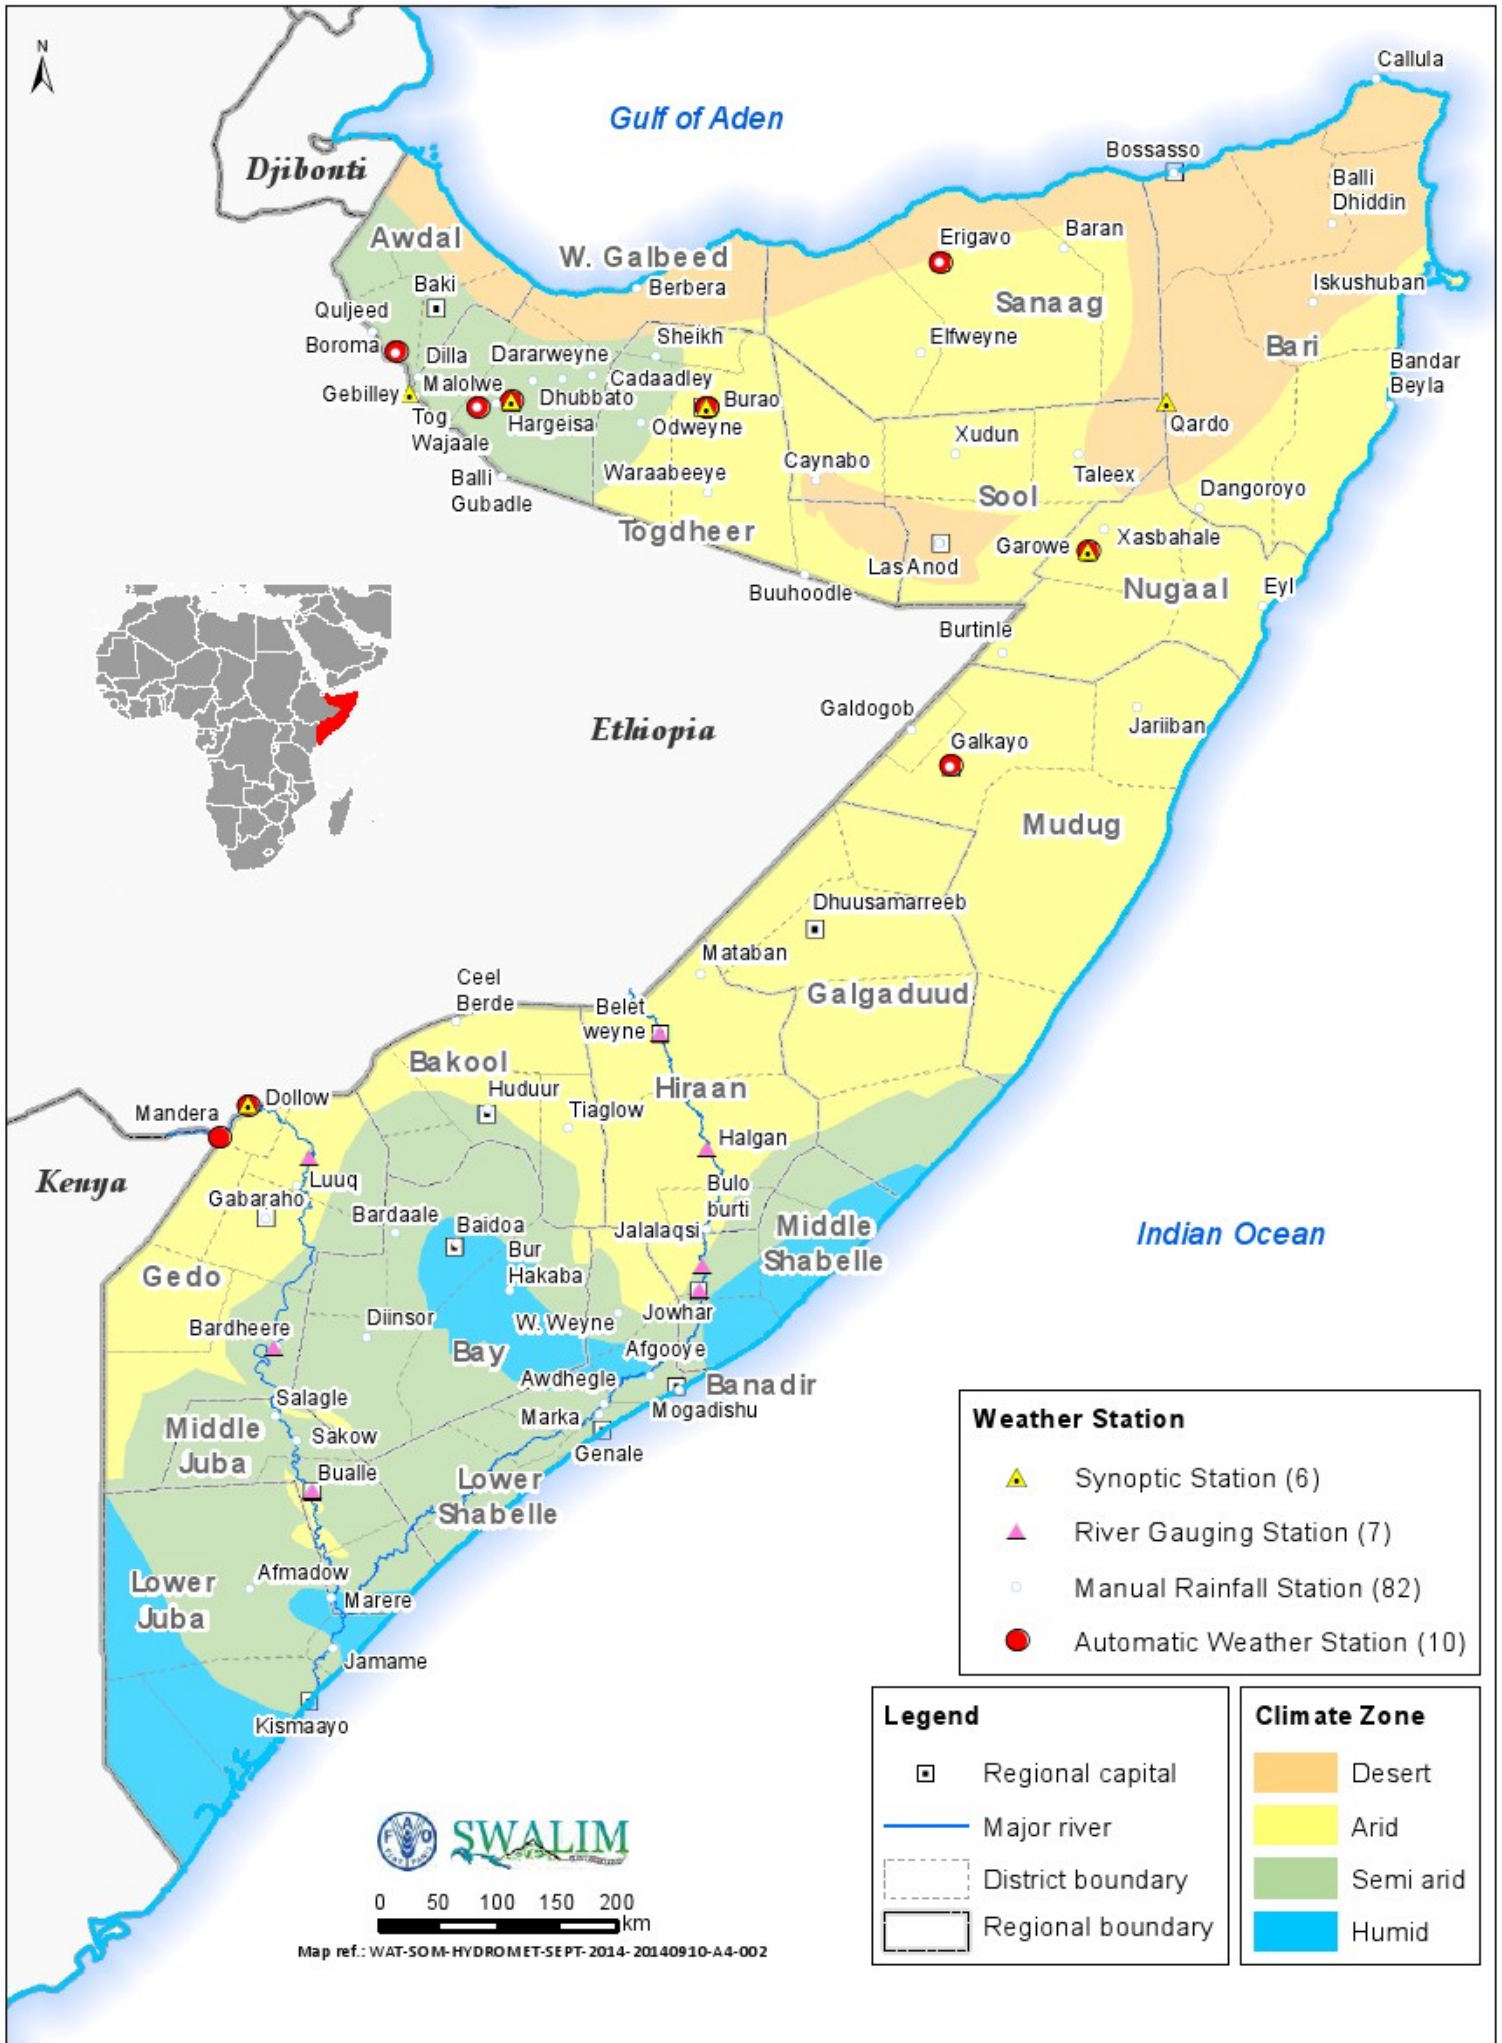 N
Callula
Gulf of Aden
Bossasso
Djibouti
Balli
Dhiddin
Awdal
Erigavo
Baran
W. Galbeed
Baki
Berbera
Iskushuban
Sanaag
Quljeed
Sheikh
Elfweyne
Bari
Boroma
Dilla
Dararweyne
Bandar
Beyla
Malolwe
Cadaadley
Gebilley
Dhubbato
Burao
Tog
Wajaale
Hargeisa
Odweyne
Qardo
Xudun
Caynabo
Waraabeeye
Taleex
Balli
Gubadle
Sool
Dangoroyo
Togdheer
Garowe
Xasbahale
LasAnod
Buuhoodle
Nugaal
Eyl
Burtinle
Galdogob
Ethiopia
Jariiban
Galkayo
Mudug
Dhuusamarreeb
Mataban
Ceel
Berde
Galgaduud
Belet
weyne
Bakool
Hiraan
Huduur
Dollow
Mandera
Tiaglow
Halgan
Kenya
Luuq
Gabaraho
Bulo
burti
Bardaale
Baidoa
Jalalaqsi
Middle
Shabelle
Bur
Hakaba
Indian Ocean
Gedo
Jowhar
Diinsor
W. Weyne
Bardheere
Bay
Afgooye
Awdhegle
Banadir
Salagle
Mogadishu
Marka
Middle
Juba
Sakow
Genale
Bualle
Lower
Shabelle
Afmadow
Lower
Juba
Marere
Jamame
Kismaayo
Weather Station
Synoptic Station (6)
River Gauging Station (7)
Manual Rainfall Station (82)
Automatic Weather Station (10)
Legend
Regional capital
Major river
District boundary
Regional boundary
Climate Zone
Desert
Arid
Semi arid
Humid
F A O
FIAT PANIS
SWALIM
0 50 100 150 200
km
Map ref.: WAT-SOM-HYDROMET-SEPT-2014-20140910-A4-002